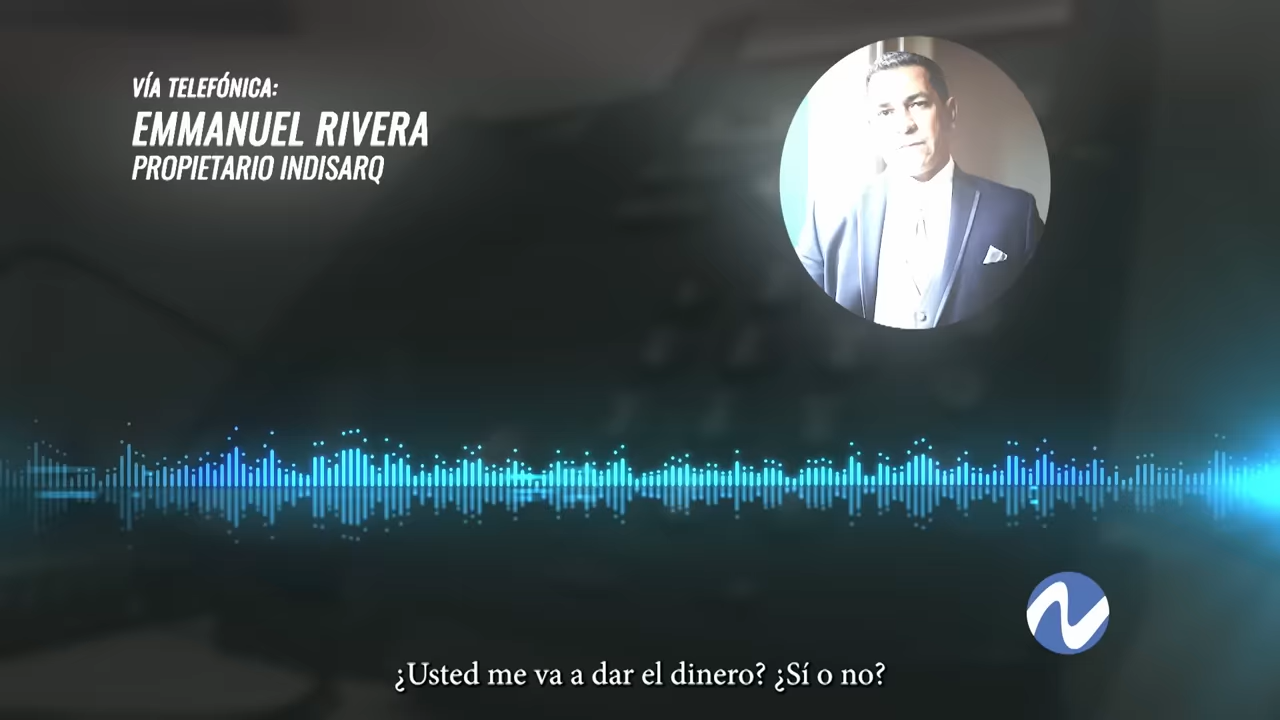 VÍA TELEFÓNICA:
EMMANUEL RIVERA
PROPIETARIO INDISARQ
¿Usted me va a dar el dinero? ¿Sí o no?